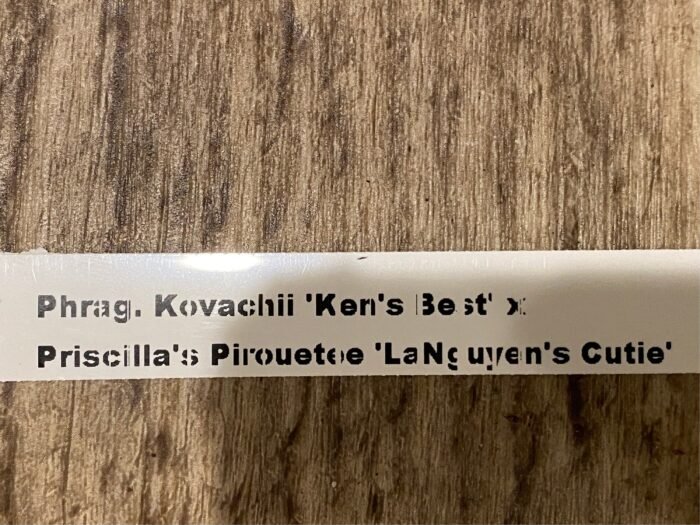 Phrag. Kovachii 'Ken's Best' x
Priscilla's Pirouetee 'LaNguyen's Cutie'